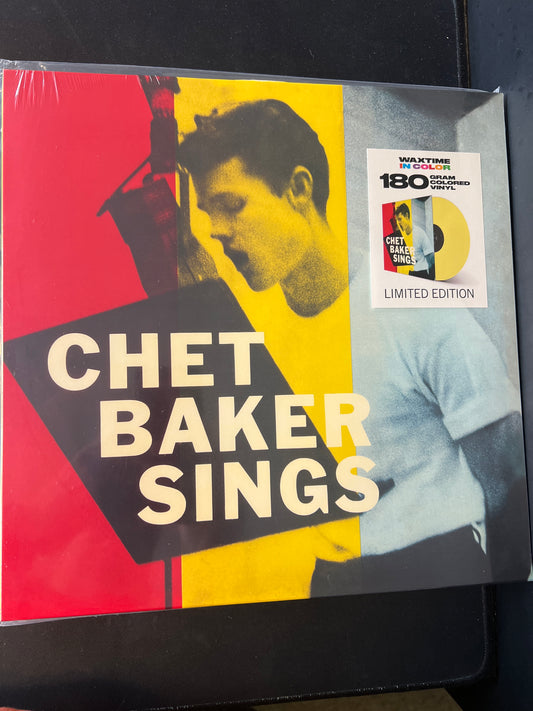 WAXTIME
IN COLOR
180 GRAM
COLORED
VINYL
CHET
BAKER
SINGS
LIMITED EDITION
CHET
BAKER
SINGS